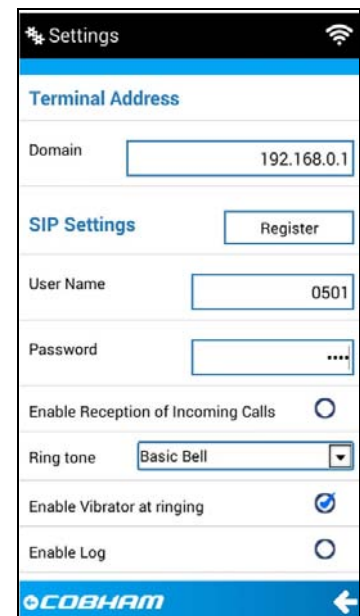 Settings
Terminal Address
Domain 192.168.0.1
SIP Settings Register
User Name 0501
Password ····
Enable Reception of Incoming Calls
Ring tone Basic Bell
Enable Vibrator at ringing
Enable Log
COBHAM